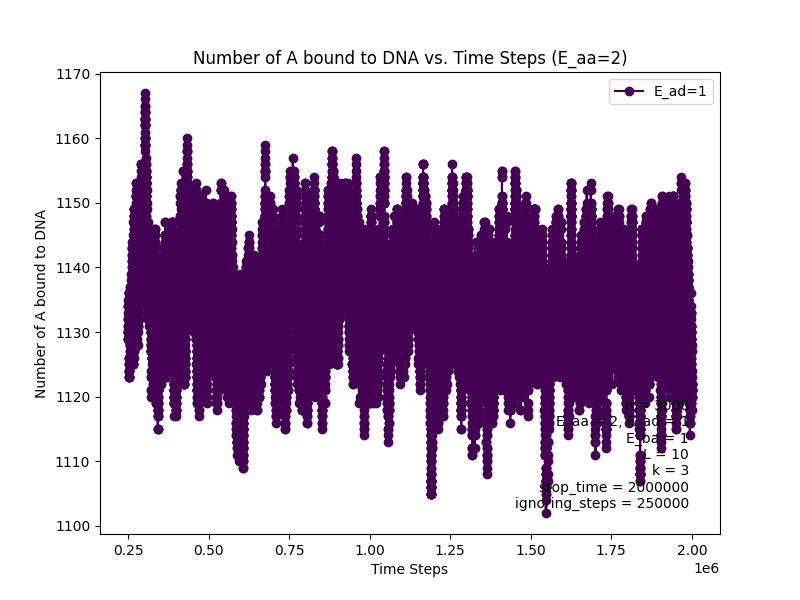 Number of A bound to DNA vs. Time Steps (E_aa=2)
E_ad=1
Number of A bound to DNA
1170
1160
1150
1140
1130
1120
1110
1100
= 3000
E_aa = 2, E_ad = 1
E_ba = 1
L = 10
k = 3
stop_time = 2000000
ignoring_steps = 250000
0.25 0.50 0.75 1.00 1.25 1.50 1.75 2.00
1e6
Time Steps